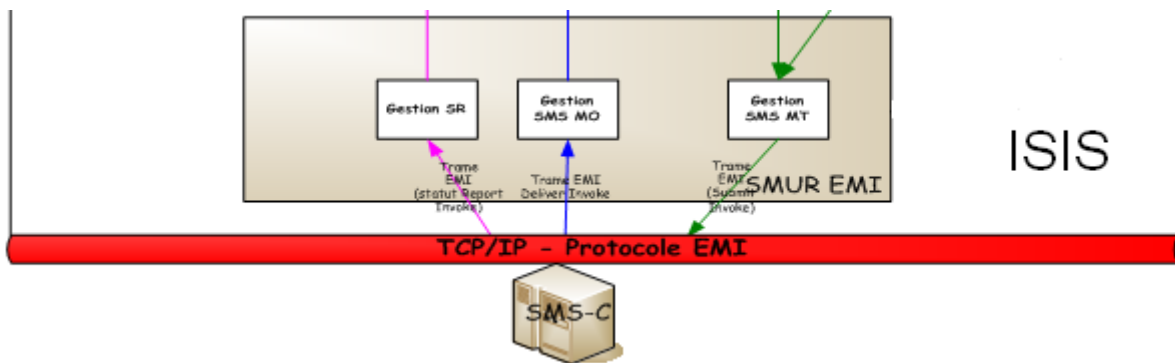 Gestion SR
Gestion
SMS MO
Gestion
SMS MT
ISIS
Trame
EMI
(statut Report
Invoke)
Trame EMI
Deliver Invoke
Trame
EMI
(Submit
Invoke)
SMUR EMI
TCP/IP - Protocole EMI
SMS-C